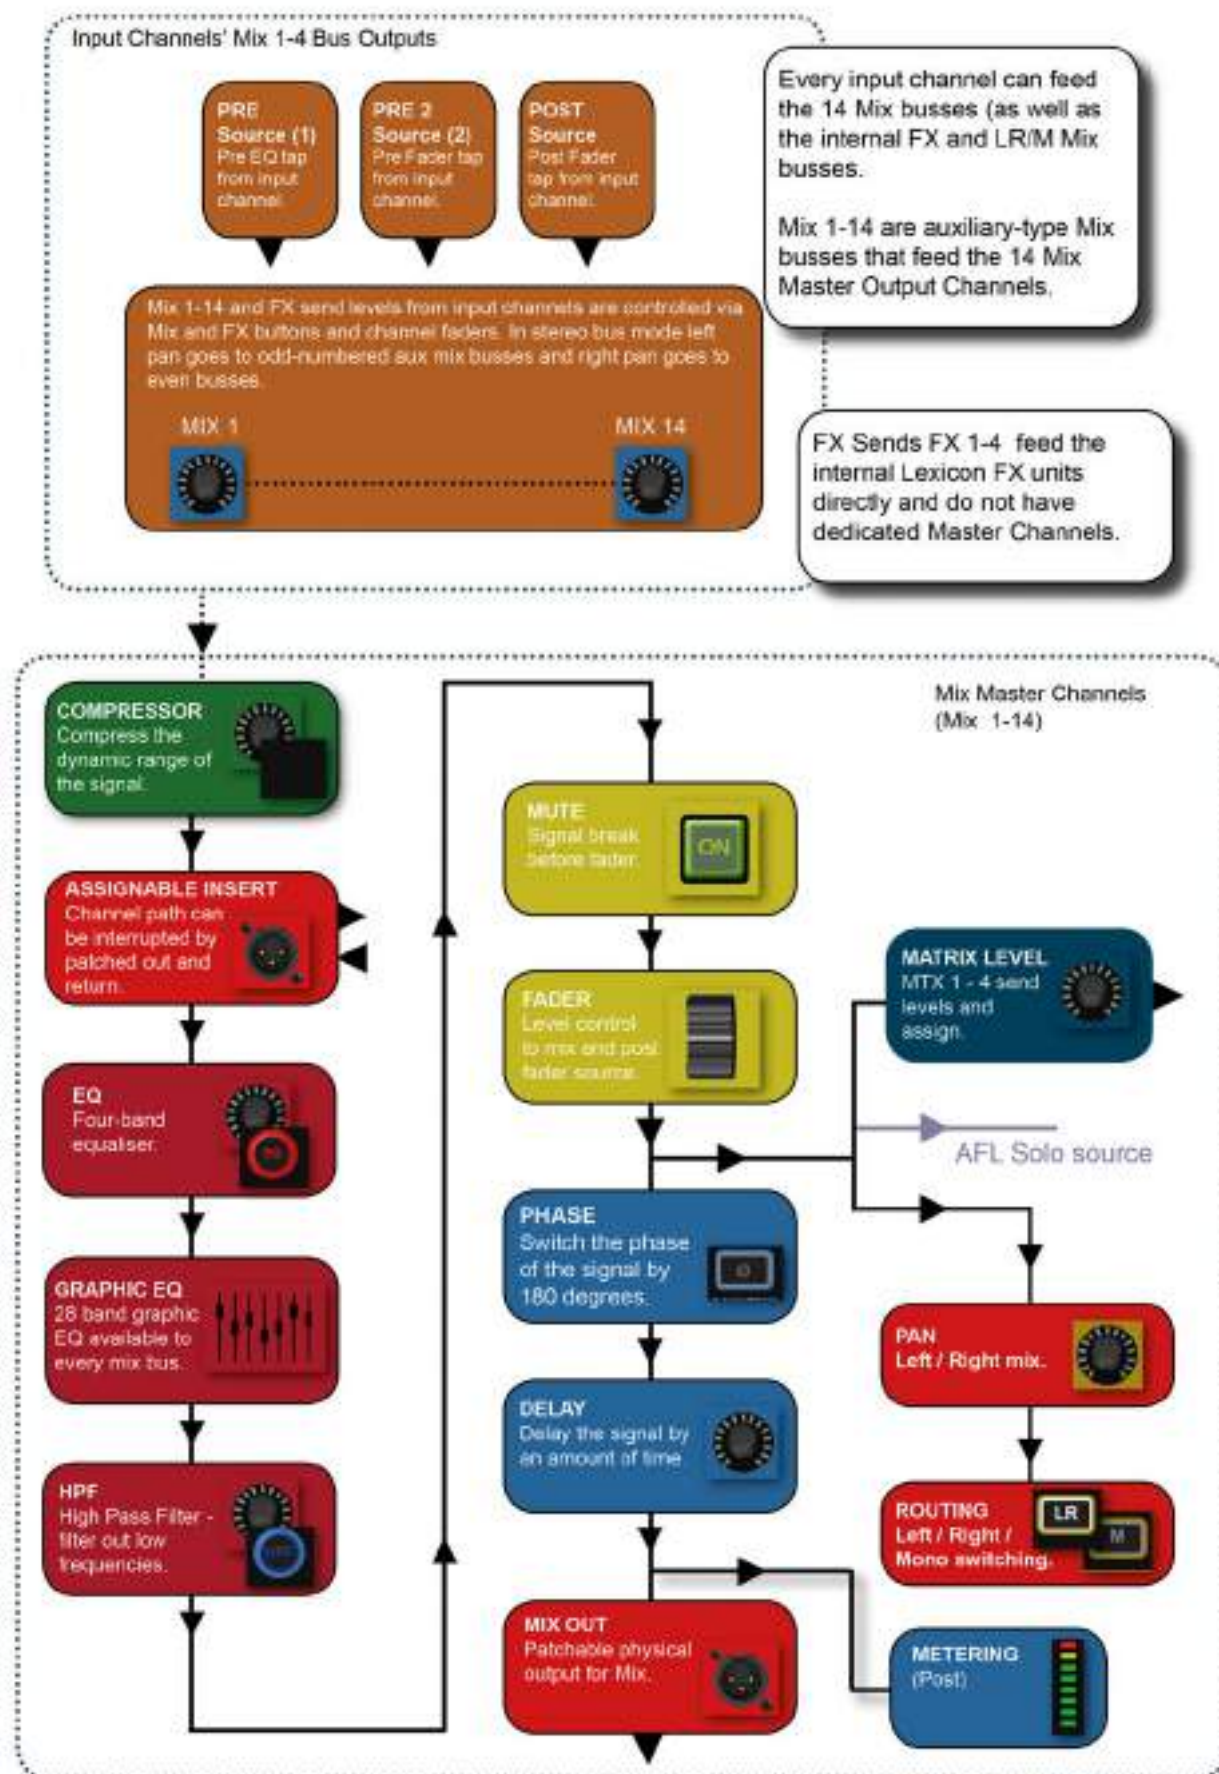 Input Channels' Mix 1-4 Bus Outputs
PRE
Source (1)
Pre EQ tap
from input
channel.
PRE 2
Source (2)
Pre Fader tap
from input
channel.
POST
Source
Post Fader
tap from input
channel.
Every input channel can feed
the 14 Mix busses (as well as
the internal FX and LR/M Mix
busses.
Mix 1-14 are auxiliary-type Mix
busses that feed the 14 Mix
Master Output Channels.
Mix 1-14 and FX send levels from input channels are controlled via
Mix and FX buttons and channel faders. In stereo bus mode left
pan goes to odd-numbered aux mix busses and right pan goes to
even busses.
MIX 1
MIX 14
FX Sends FX 1-4 feed the
internal Lexicon FX units
directly and do not have
dedicated Master Channels.
Mix Master Channels
(Mix 1-14)
COMPRESSOR
Compress the
dynamic range of
the signal.
ASSIGNABLE INSERT
Channel path can
be interrupted by
patched out and
return.
EQ
Four-band
equaliser.
GRAPHIC EQ
28 band graphic
EQ available to
every mix bus.
HPF
High Pass Filter -
filter out low
frequencies.
MUTE
Signal break
before fader.
ON
FADER
Level control
to mix and post
fader source.
MATRIX LEVEL
MTX 1 - 4 send
levels and
assign.
AFL Solo source
PHASE
Switch the phase
of the signal by
180 degrees.
Ø
PAN
Left / Right mix.
DELAY
Delay the signal by
an amount of time
ROUTING
Left / Right /
Mono switching.
LR
M
MIX OUT
Patchable physical
output for Mix.
METERING
(Post)